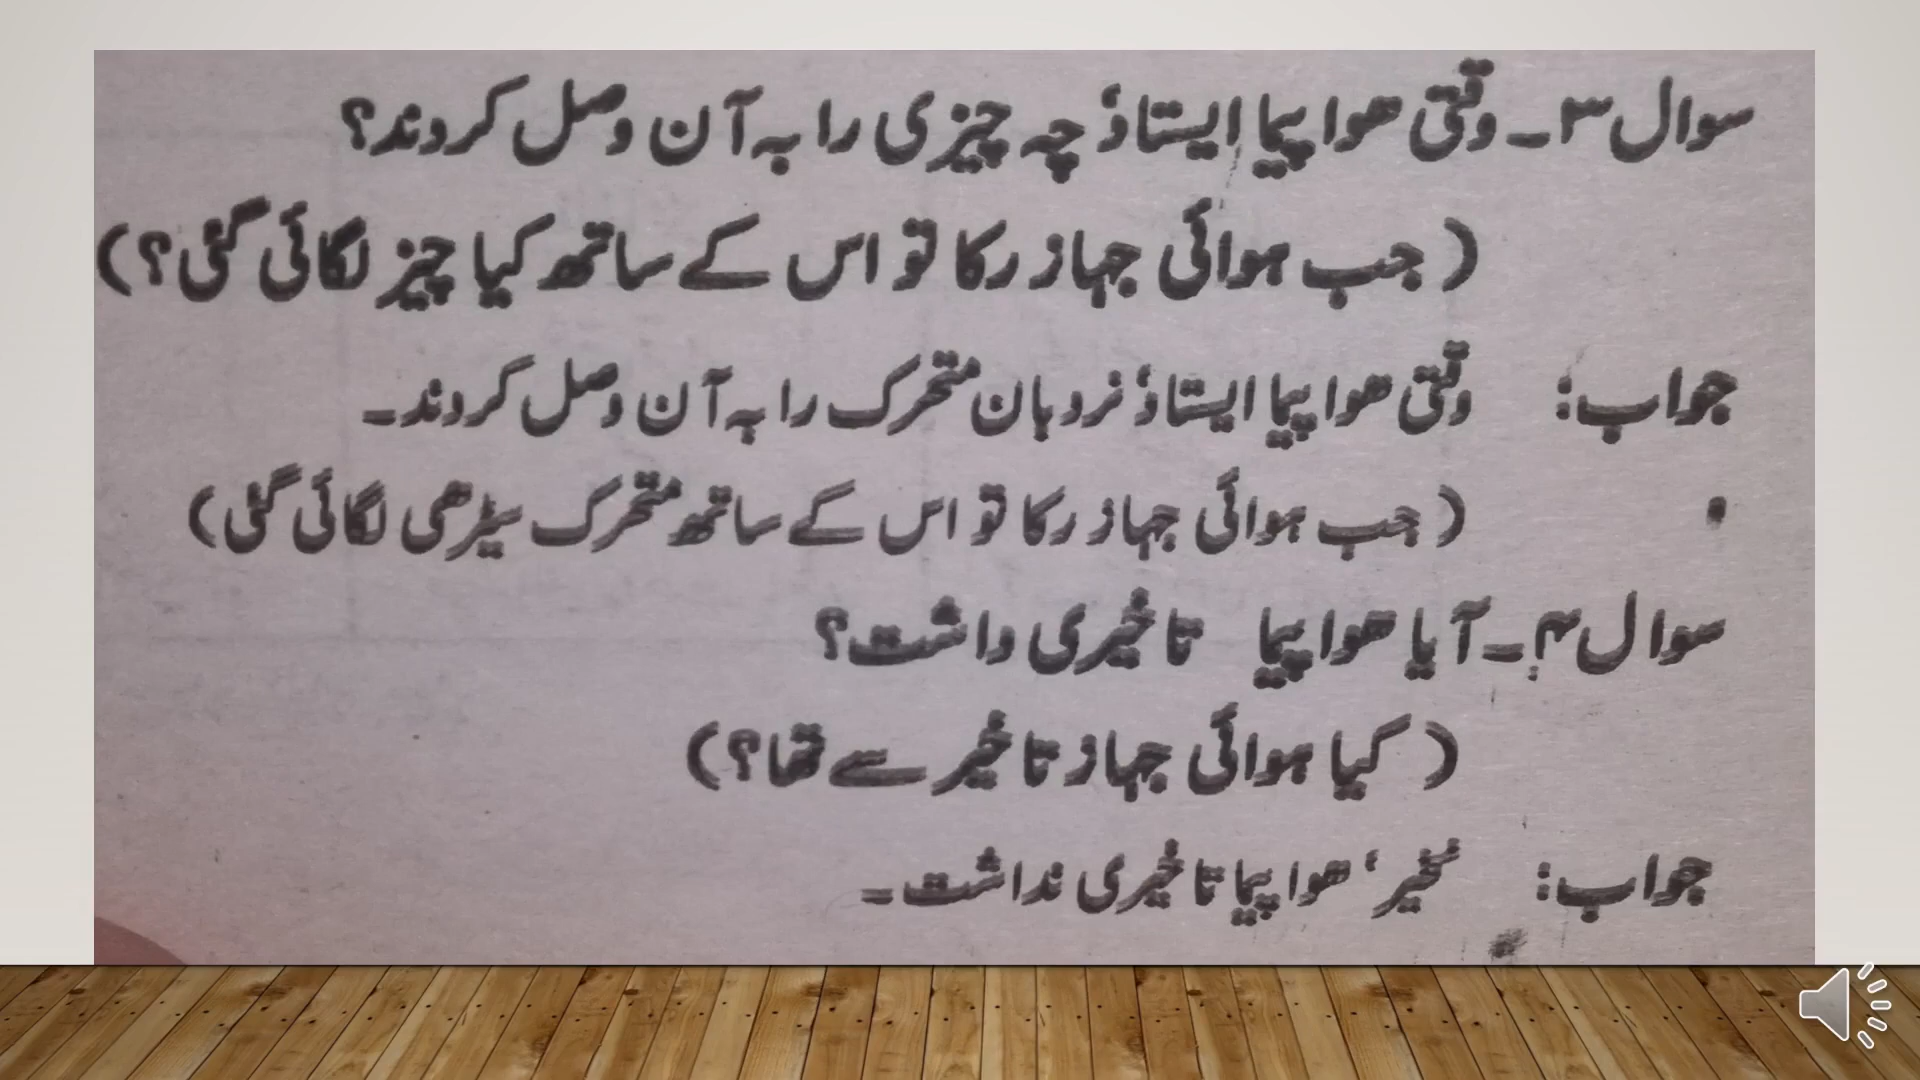 سوال ۳۔ وقتی هواپیما ایستاد٬ چه چیزی را به آن وصل کردند؟
( جب ہوائی جہاز رکا تو اس کے ساتھ کیا چیز لگائی گئی؟)
جواب: وقتی هواپیما ایستاد٬ نردبان متحرک را به آن وصل کردند۔
( جب ہوائی جہاز رکا تو اس کے ساتھ متحرک سیڑھی لگائی گئی)
سوال ۴۔ آیا هواپیما تاخیری داشت؟
( کیا ہوائی جہاز تاخیر سے تھا؟)
جواب: نخیر٬ هواپیما تاخیری نداشت۔